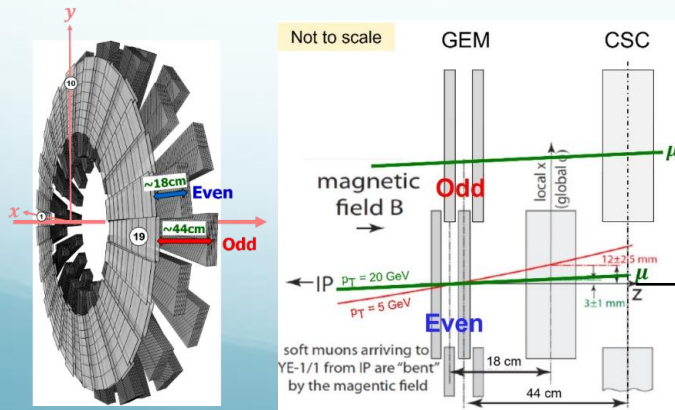 y
10
~18cm
Even
x
1
~44cm
19
Odd
Not to scale
GEM
CSC
μ
magnetic
field B
Odd
local x
(global
12±2.5 mm
IP
pT = 20 GeV
pT = 5 GeV
μ
z
3±1 mm
Even
soft muons arriving to
YE-1/1 from IP are "bent"
by the magentic field
18 cm
44 cm